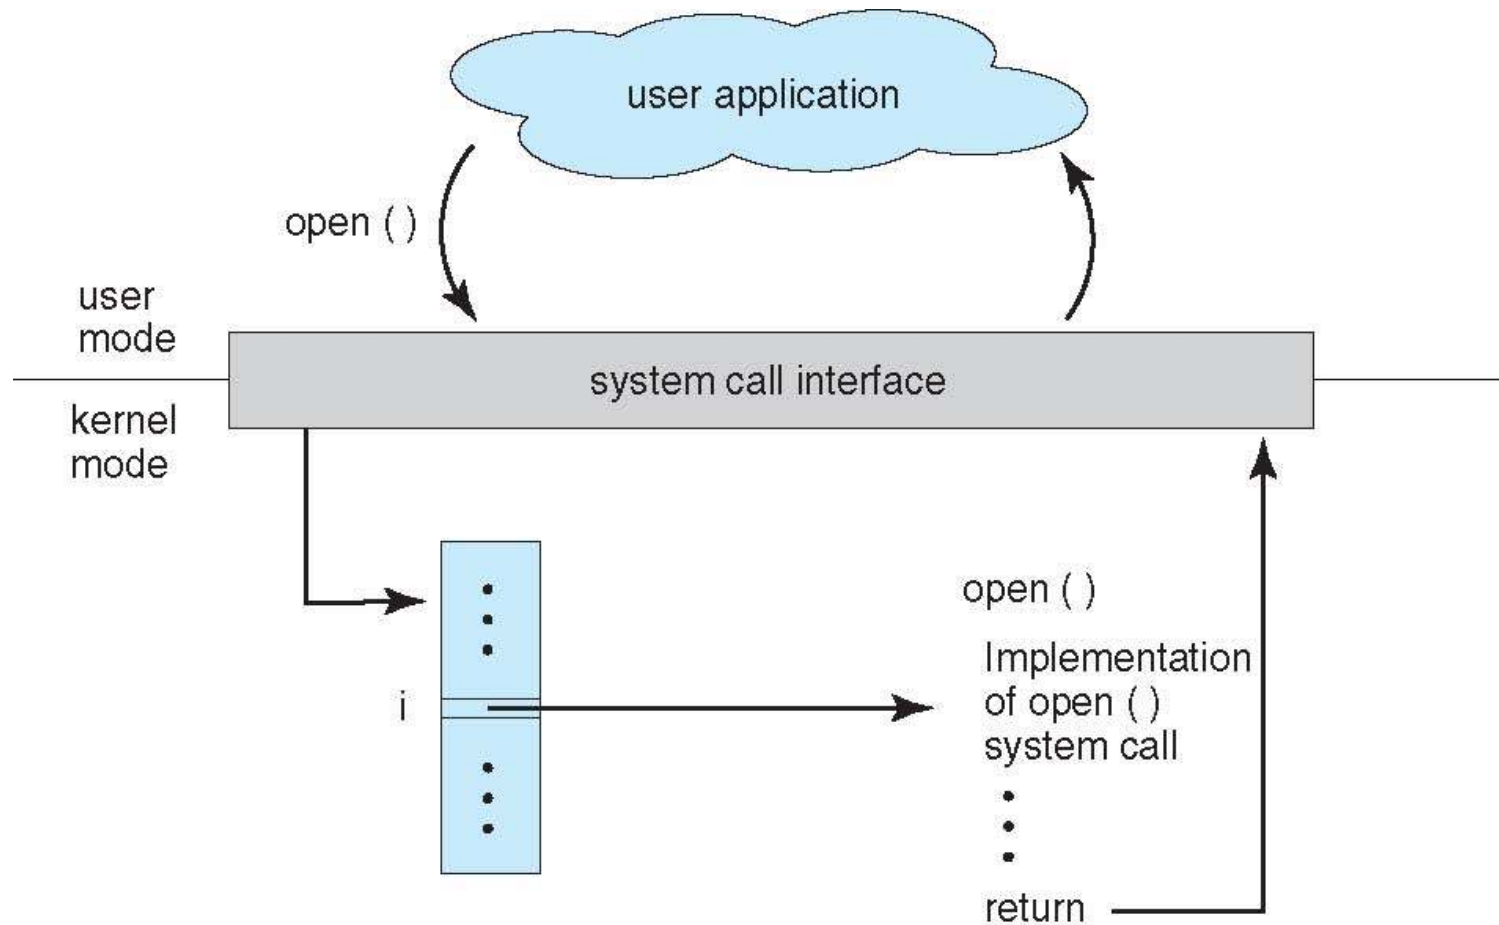 user application
open ( )
user
mode
system call interface
kernel
mode
open ( )
Implementation
of open ( )
system call
i
return